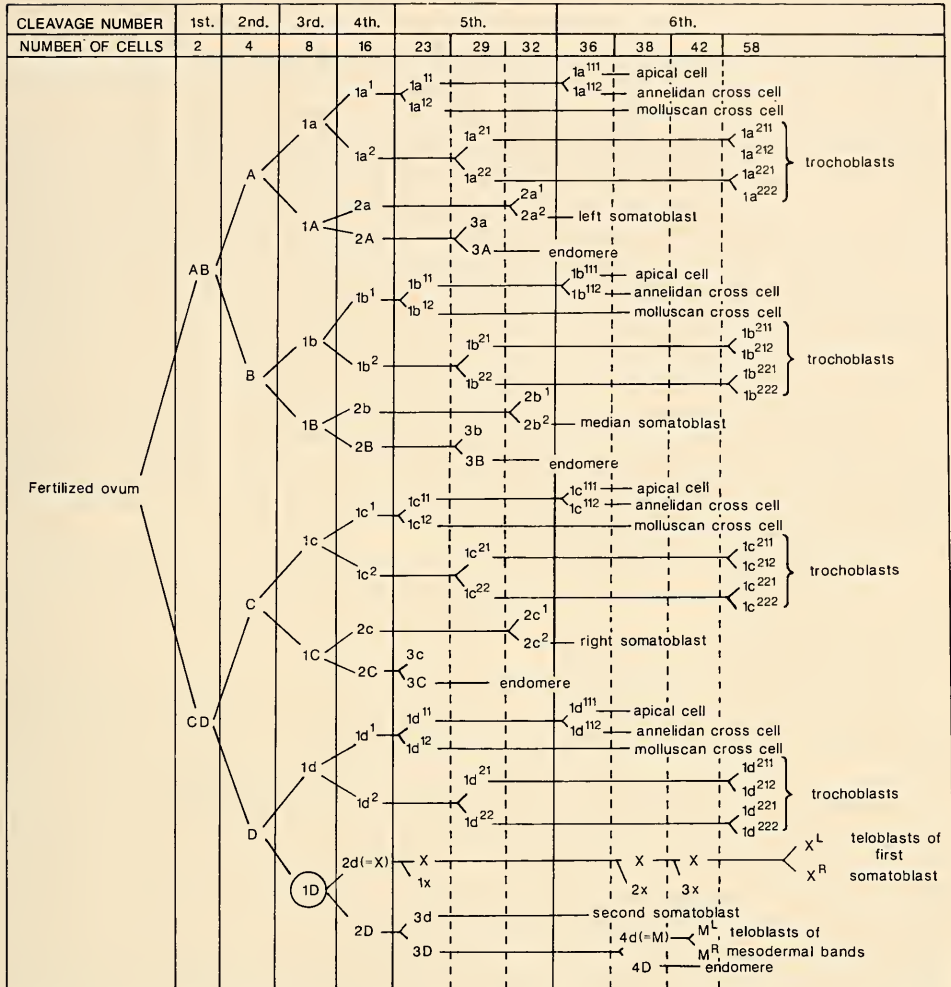 CLEAVAGE NUMBER 1st. 2nd. 3rd. 4th. 5th. 6th.
NUMBER OF CELLS 2 4 8 16 23 29 32 36 38 42 58
1a¹¹¹ apical cell
1a¹ 1a¹¹ 1a¹¹² annelidan cross cell
1a¹² molluscan cross cell
1a
1a²¹ 1a²¹¹
1a²¹²
1a² trochoblasts
1a²² 1a²²¹
1a²²²
A
2a¹
2a 2a² left somatoblast
1A 3a
2A 3A endomere
AB
1b¹¹¹ apical cell
1b¹¹ 1b¹¹² annelidan cross cell
1b¹ 1b¹² molluscan cross cell
1b²¹ 1b²¹¹
1b 1b²¹²
1b² trochoblasts
B 1b²² 1b²²¹
1b²²²
2b¹
2b 2b² median somatoblast
1B 3b
2B 3B endomere
Fertilized ovum
1c¹¹¹ apical cell
1c¹ 1c¹¹ 1c¹¹² annelidan cross cell
1c¹² molluscan cross cell
1c 1c²¹ 1c²¹¹
1c²¹²
1c² trochoblasts
1c²² 1c²²¹
1c²²²
C
2c¹
2c 2c² right somatoblast
1C 3c
2C 3C endomere
1d¹¹¹ apical cell
CD 1d¹¹ 1d¹¹² annelidan cross cell
1d¹ 1d¹² molluscan cross cell
1d 1d²¹ 1d²¹¹
1d²¹²
1d² trochoblasts
1d²² 1d²²¹
1d²²²
D
2d(=X) X X X Xᴸ teloblasts of
first
1x 2x 3x Xᴿ somatoblast
1D
3d second somatoblast
2D 4d(=M) Mᴸ teloblasts of
3D Mᴿ mesodermal bands
4D endomere